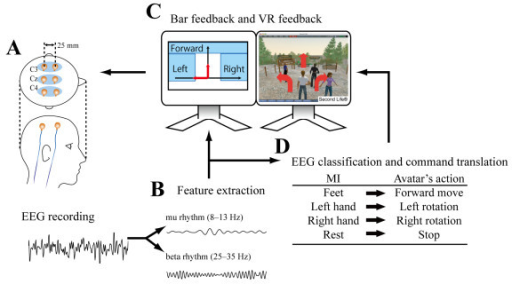 C
Bar feedback and VR feedback
A
25 mm
C3
Cz
C4
Forward
Left
Right
Second Life®
D
EEG classification and command translation
MI
Avatar's action
Feet
Forward move
Left hand
Left rotation
Right hand
Right rotation
Rest
Stop
B
Feature extraction
EEG recording
mu rhythm (8–13 Hz)
beta rhythm (25–35 Hz)